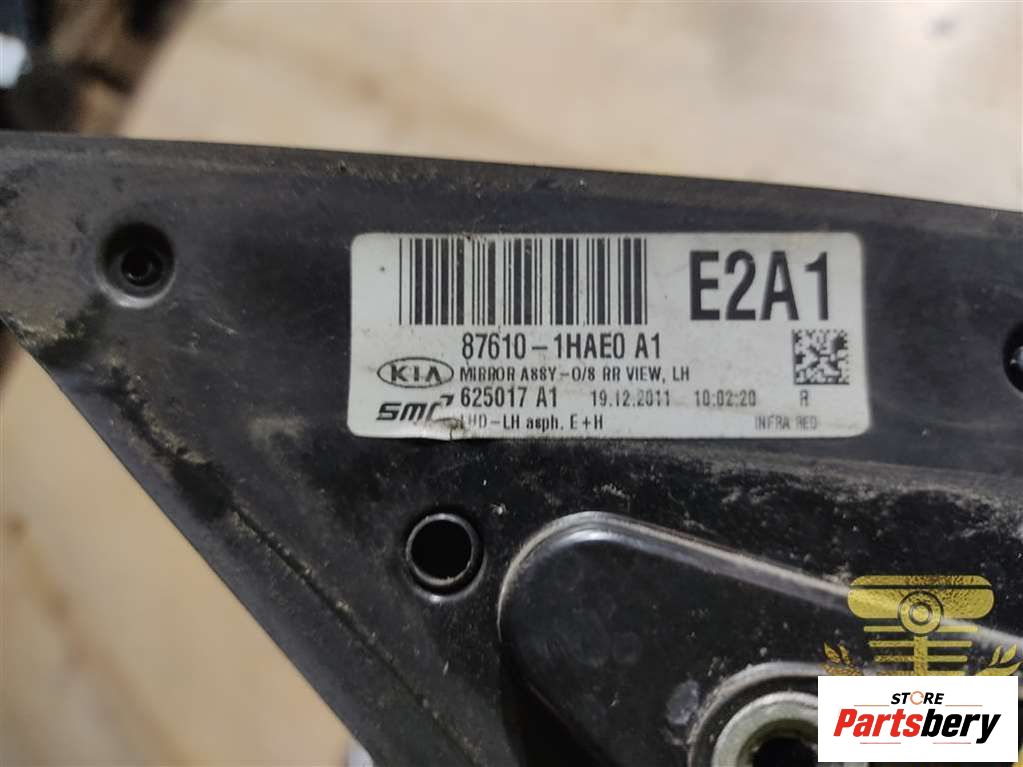 E2A1
87610-1HAE0 A1
KIA MIRROR ASSY-O/S RR VIEW, LH
SMR 625017 A1 19.12.2011 10:02:20 R
LHD-LH asph. E+H INFRA RED
STORE
Partsbery